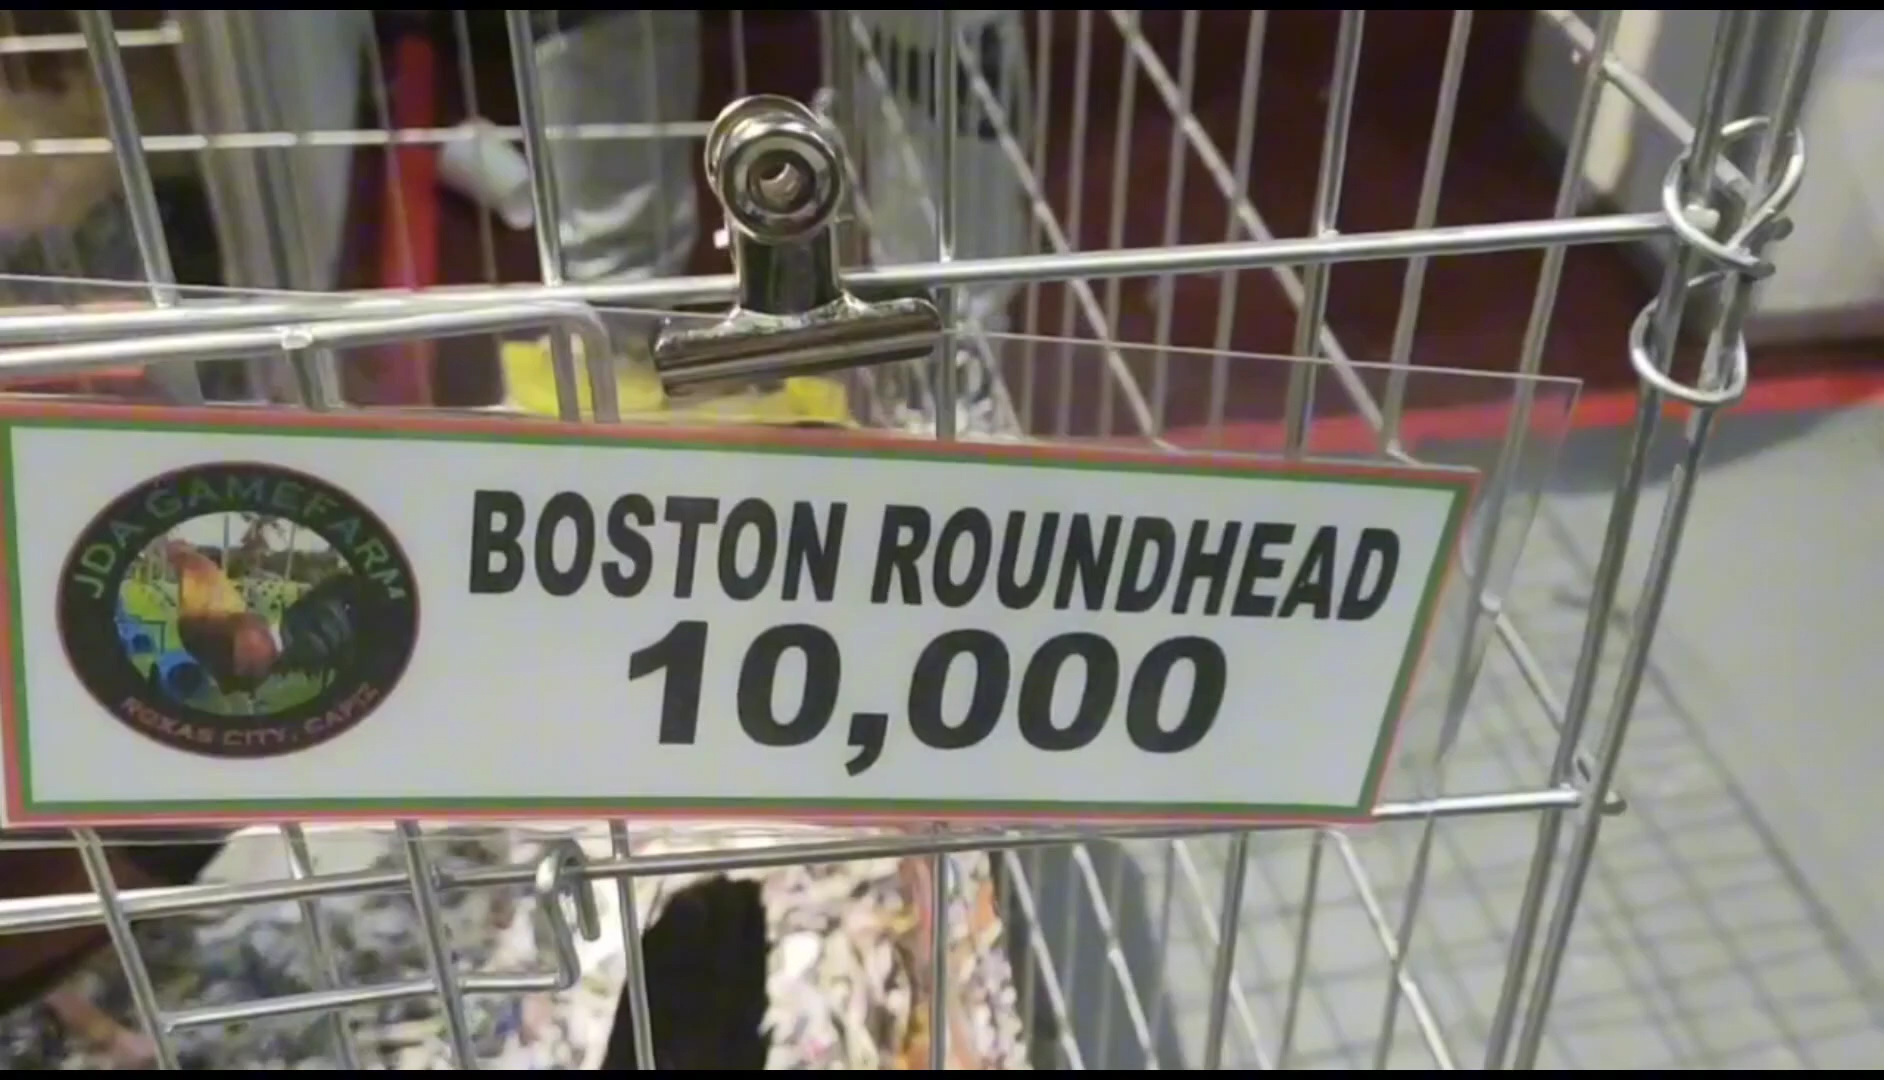 JDA GAMEFARM
ROXAS CITY, CAPIZ
BOSTON ROUNDHEAD
10,000